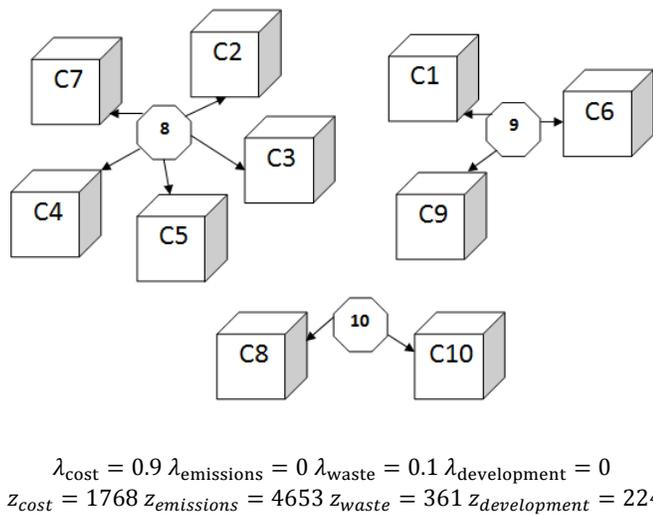 C2
C7
8
C3
C4
C5
C1
9
C6
C9
10
C8
C10
λcost = 0.9 λemissions = 0 λwaste = 0.1 λdevelopment = 0
zcost = 1768 zemissions = 4653 zwaste = 361 zdevelopment = 224